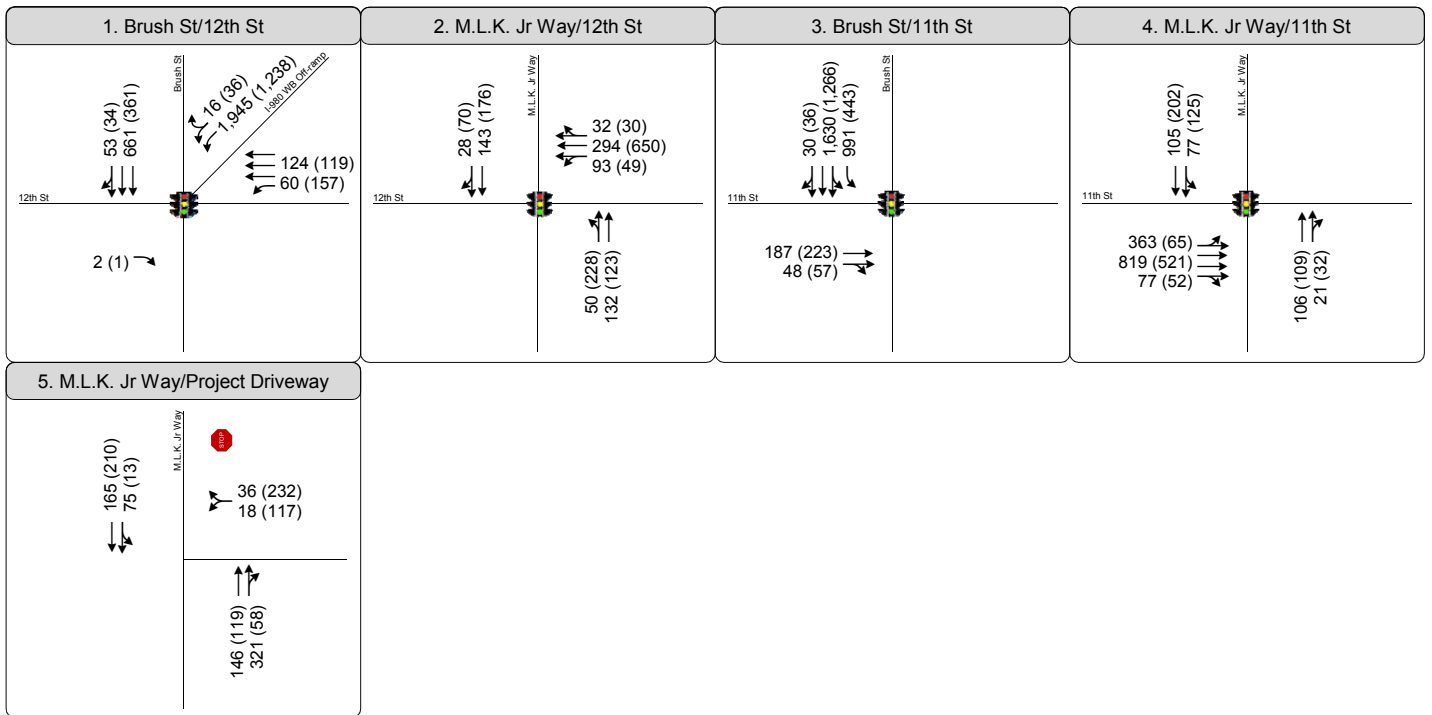 1. Brush St/12th St
Brush St
I-980 WB Off-ramp
53 (34)
661 (361)
16 (36)
1,945 (1,238)
124 (119)
60 (157)
12th St
2 (1)
2. M.L.K. Jr Way/12th St
M.L.K. Jr Way
28 (70)
143 (176)
32 (30)
294 (650)
93 (49)
12th St
50 (228)
132 (123)
3. Brush St/11th St
Brush St
30 (36)
1,630 (1,266)
991 (443)
11th St
187 (223)
48 (57)
4. M.L.K. Jr Way/11th St
M.L.K. Jr Way
105 (202)
77 (125)
11th St
363 (65)
819 (521)
77 (52)
106 (109)
21 (32)
5. M.L.K. Jr Way/Project Driveway
M.L.K. Jr Way
STOP
165 (210)
75 (13)
36 (232)
18 (117)
146 (119)
321 (58)